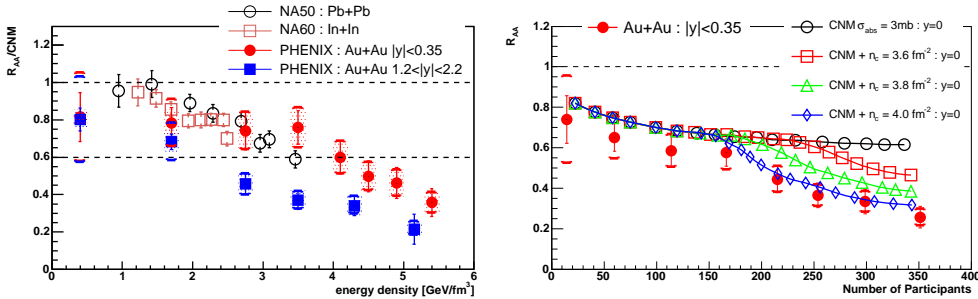 NA50 : Pb+Pb
NA60 : In+In
PHENIX : Au+Au |y|<0.35
PHENIX : Au+Au 1.2<|y|<2.2
R_AA/CNM
1.2
1
0.8
0.6
0.4
0.2
0
0 1 2 3 4 5 6
energy density [GeV/fm³]
R_AA
Au+Au : |y|<0.35
CNM σ_abs = 3mb : y=0
CNM + n_c = 3.6 fm⁻² : y=0
CNM + n_c = 3.8 fm⁻² : y=0
CNM + n_c = 4.0 fm⁻² : y=0
1.2
1
0.8
0.6
0.4
0.2
0
0 50 100 150 200 250 300 350 400
Number of Participants